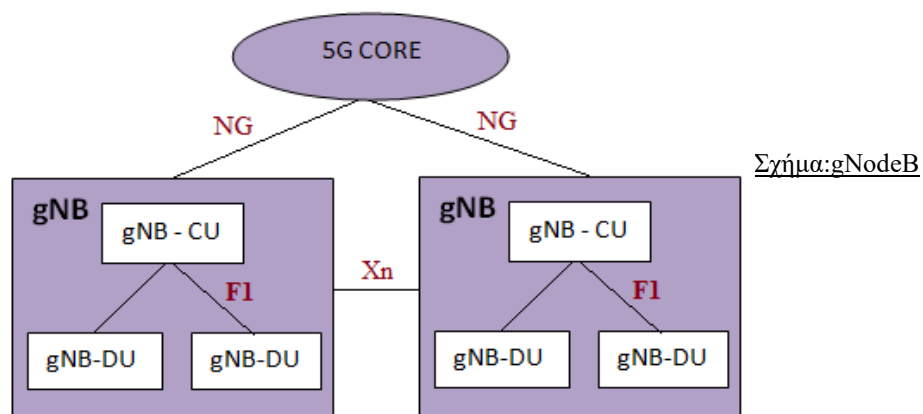 5G CORE
NG
NG
Σχήμα:gNodeB
gNB
gNB - CU
F1
gNB-DU
gNB-DU
Xn
gNB
gNB - CU
F1
gNB-DU
gNB-DU